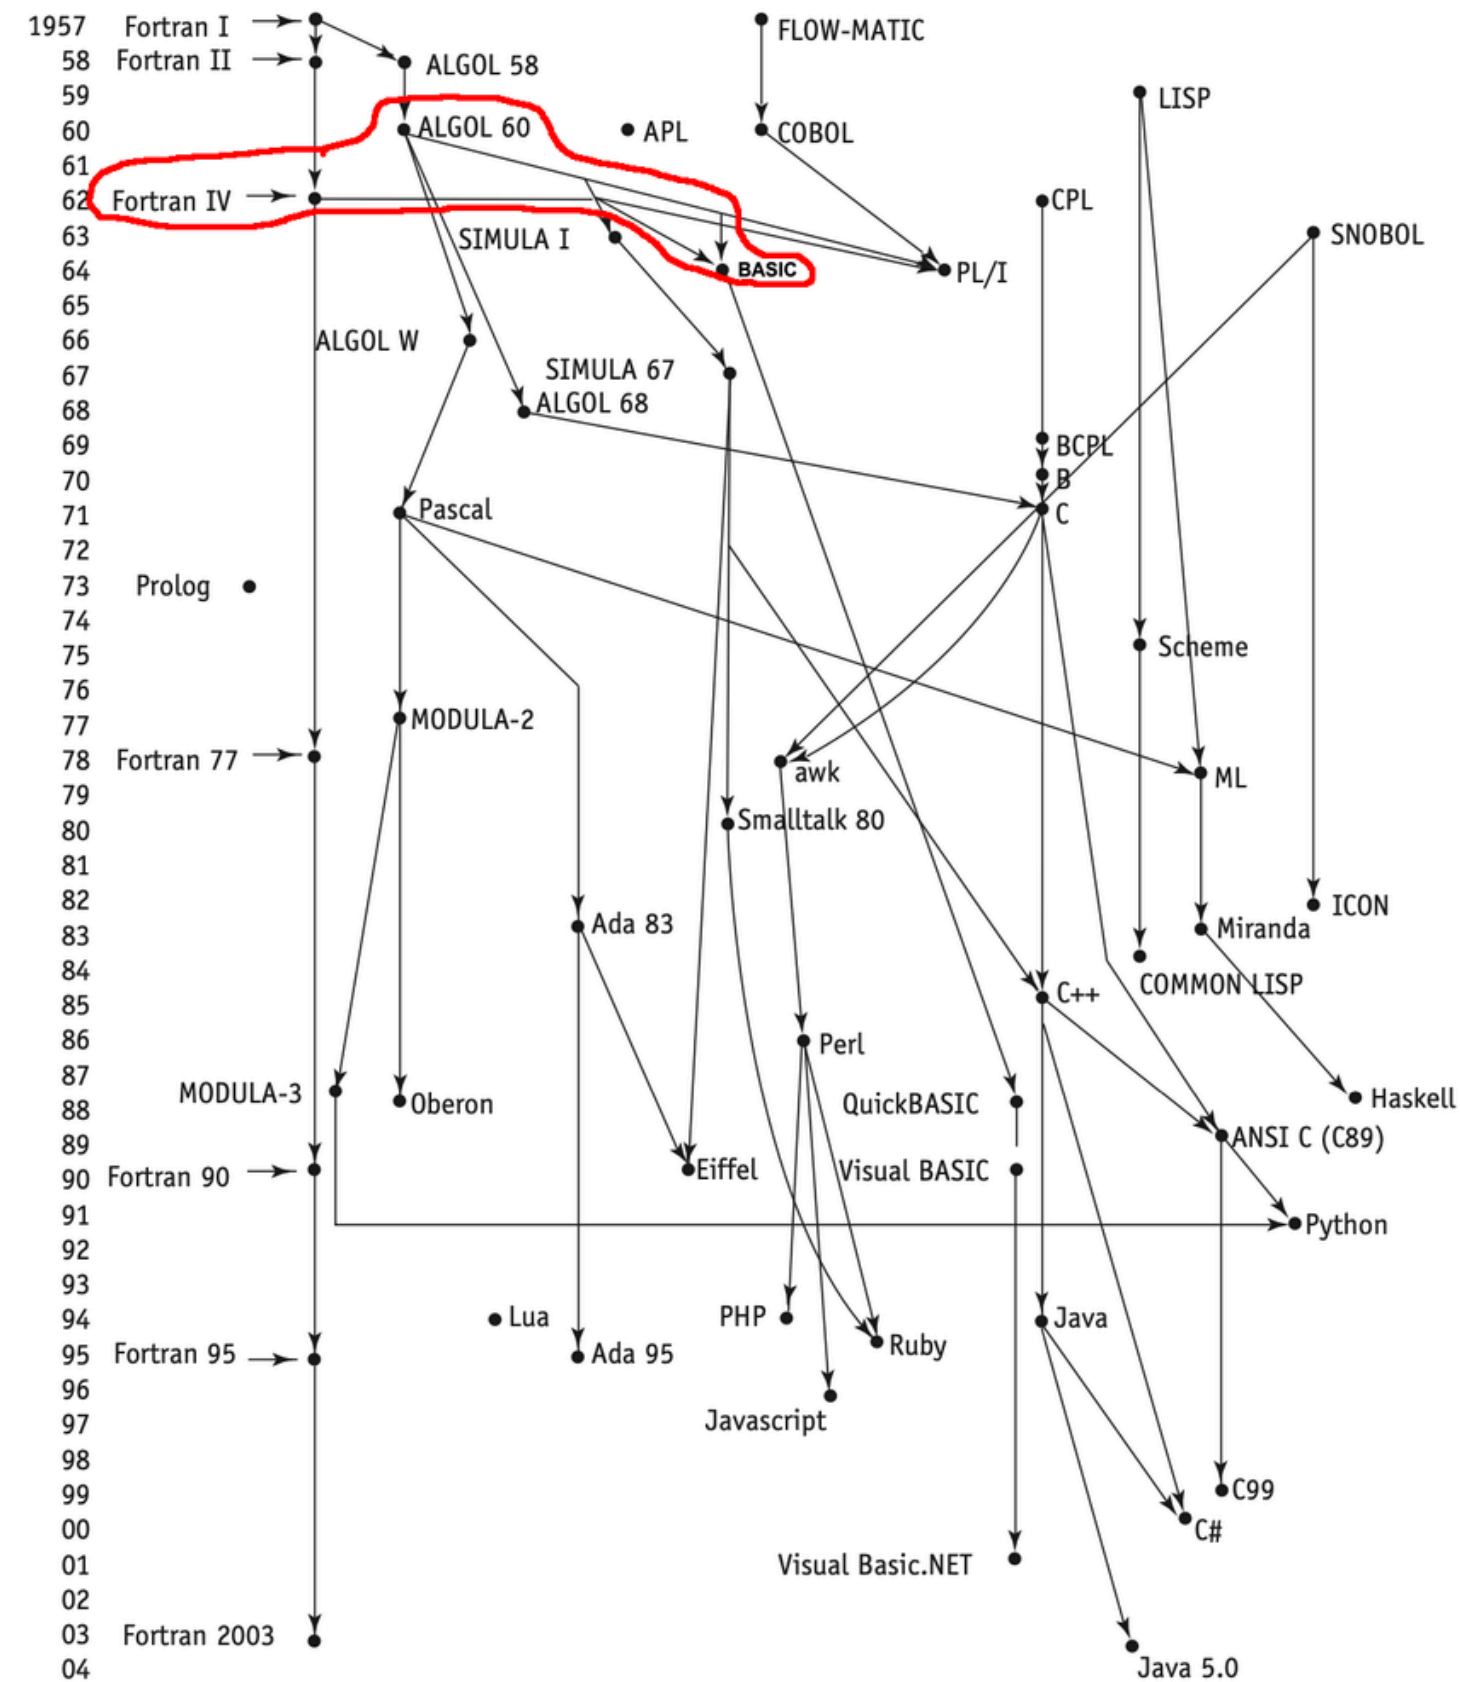 1957 Fortran I FLOW-MATIC
58 Fortran II ALGOL 58
59 LISP
60 ALGOL 60 APL COBOL
61
62 Fortran IV CPL
63 SIMULA I SNOBOL
64 BASIC PL/I
65
66 ALGOL W
67 SIMULA 67
68 ALGOL 68
69 BCPL
70 B
71 Pascal C
72
73 Prolog
74
75 Scheme
76
77 MODULA-2
78 Fortran 77 awk ML
79
80 Smalltalk 80
81
82 ICON
83 Ada 83 Miranda
84 COMMON LISP
85 C++
86 Perl
87 MODULA-3 Haskell
88 Oberon QuickBASIC
89 ANSI C (C89)
90 Fortran 90 Eiffel Visual BASIC
91 Python
92
93
94 Lua PHP Java
95 Fortran 95 Ada 95 Ruby
96
97 Javascript
98
99 C99
00 C#
01 Visual Basic.NET
02
03 Fortran 2003
04 Java 5.0